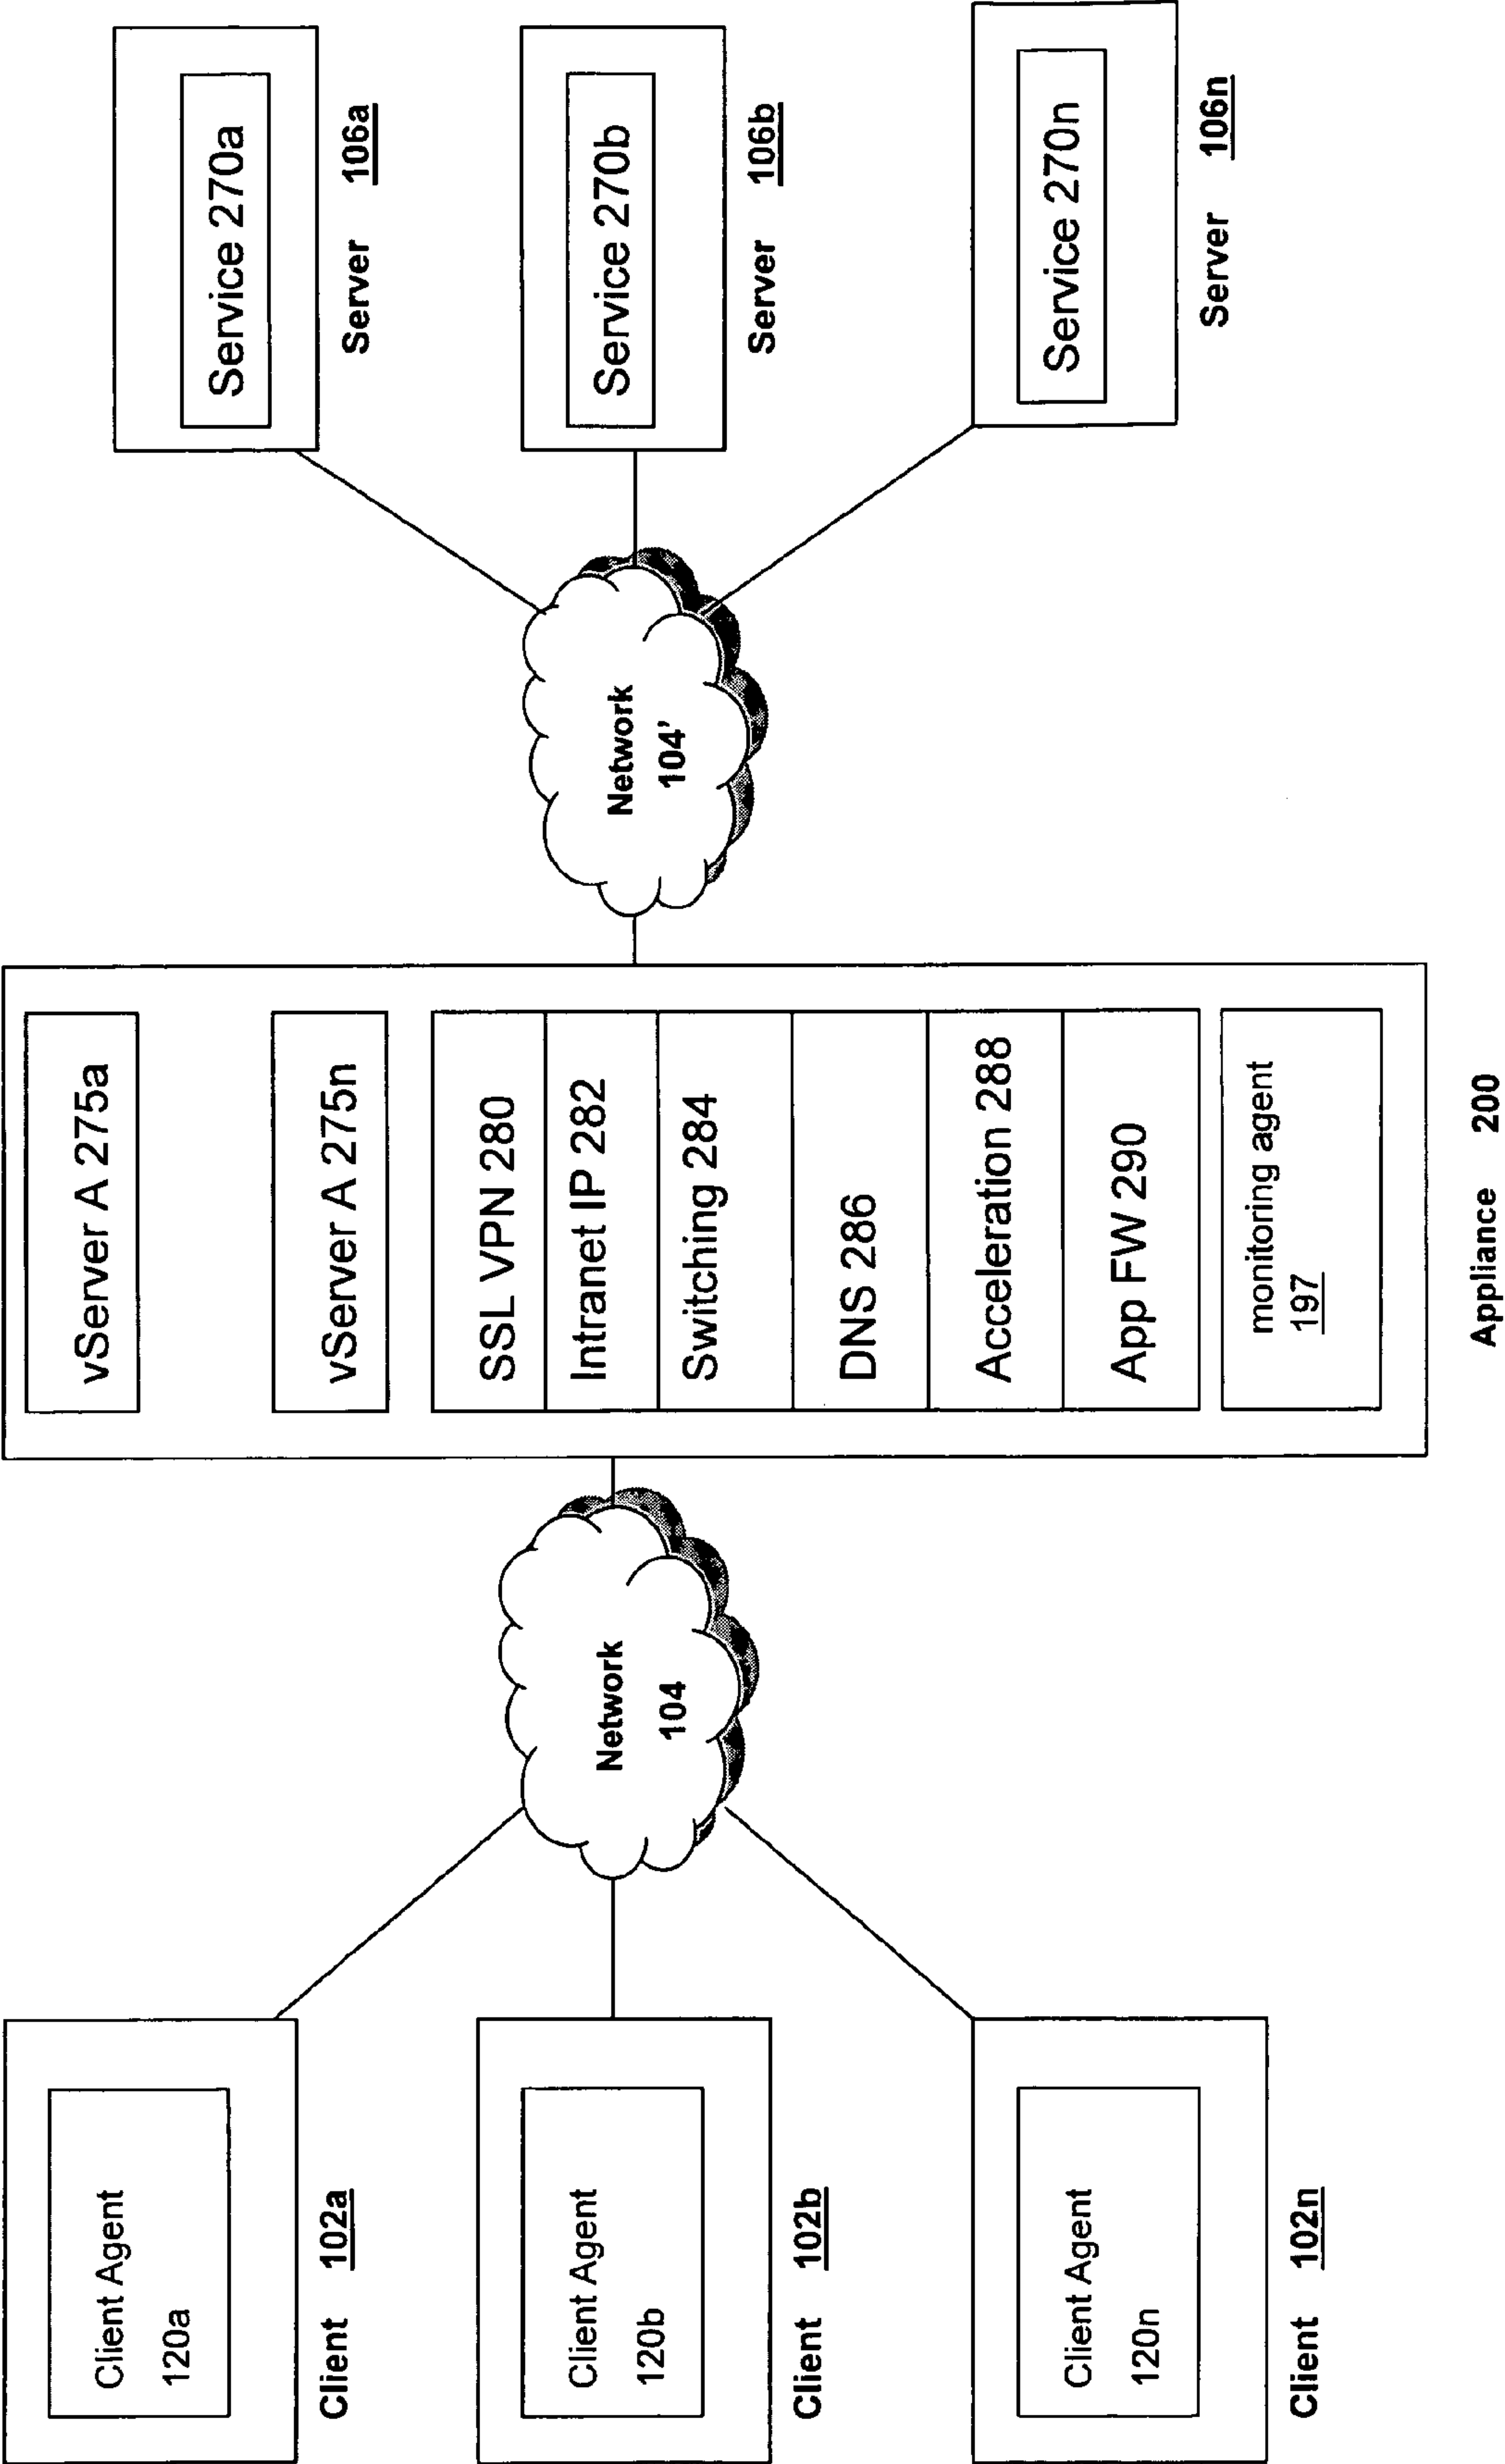 Client Agent
120a
Client 102a
Client Agent
120b
Client 102b
Client Agent
120n
Client 102n
Network
104
vServer A 275a
vServer A 275n
SSL VPN 280
Intranet IP 282
Switching 284
DNS 286
Acceleration 288
App FW 290
monitoring agent
197
Appliance 200
Network
104'
Service 270a
Server 106a
Service 270b
Server 106b
Service 270n
Server 106n